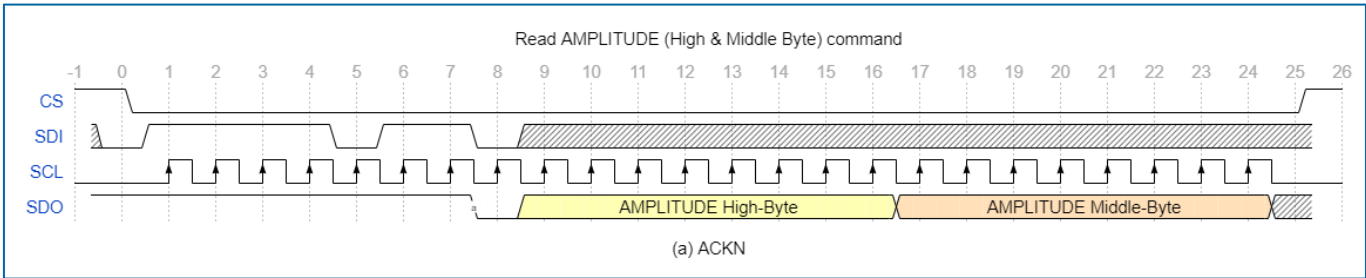 Read AMPLITUDE (High & Middle Byte) command
-1 0 1 2 3 4 5 6 7 8 9 10 11 12 13 14 15 16 17 18 19 20 21 22 23 24 25 26
CS
SDI
SCL
SDO a AMPLITUDE High-Byte AMPLITUDE Middle-Byte
(a) ACKN